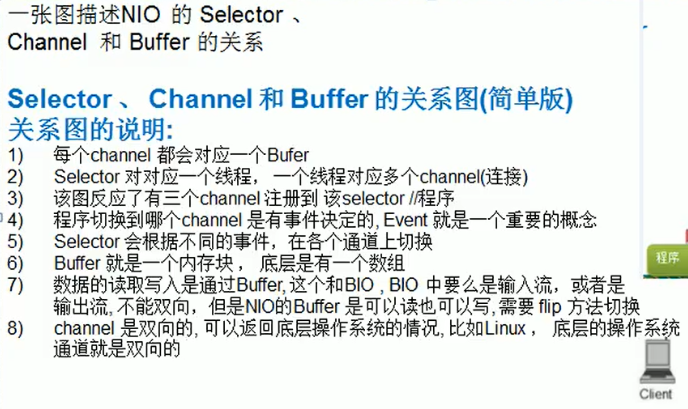 一张图描述NIO 的 Selector 、
Channel 和 Buffer 的关系
Selector 、 Channel 和 Buffer 的关系图(简单版)
关系图的说明:
1) 每个channel 都会对应一个Bufer
2) Selector 对对应一个线程， 一个线程对应多个channel(连接)
3) 该图反应了有三个channel 注册到 该selector //程序
4) 程序切换到哪个channel 是有事件决定的, Event 就是一个重要的概念
5) Selector 会根据不同的事件，在各个通道上切换
6) Buffer 就是一个内存块 ， 底层是有一个数组
7) 数据的读取写入是通过Buffer, 这个和BIO , BIO 中要么是输入流，或者是
输出流, 不能双向，但是NIO的Buffer 是可以读也可以写, 需要 flip 方法切换
8) channel 是双向的, 可以返回底层操作系统的情况, 比如Linux ， 底层的操作系统
通道就是双向的
程序
Client